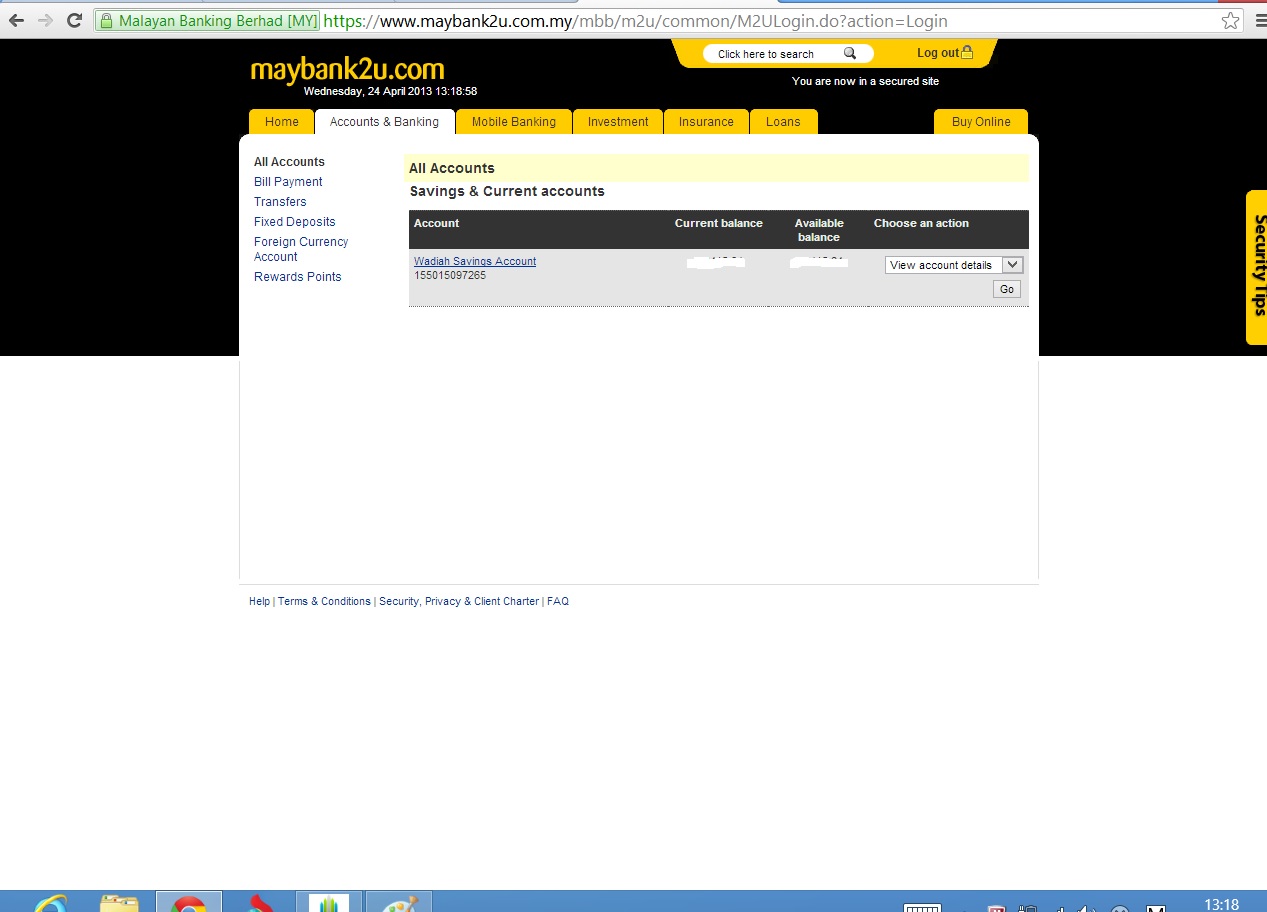 Malayan Banking Berhad [MY] https://www.maybank2u.com.my/mbb/m2u/common/M2ULogin.do?action=Login
Click here to search
Log out
maybank2u.com
Wednesday, 24 April 2013 13:18:58
You are now in a secured site
Home
Accounts & Banking
Mobile Banking
Investment
Insurance
Loans
Buy Online
All Accounts
Bill Payment
Transfers
Fixed Deposits
Foreign Currency
Account
Rewards Points
All Accounts
Savings & Current accounts
Account
Current balance
Available
balance
Choose an action
Wadiah Savings Account
155015097265
View account details
Go
Security Tips
Help | Terms & Conditions | Security, Privacy & Client Charter | FAQ
13:18